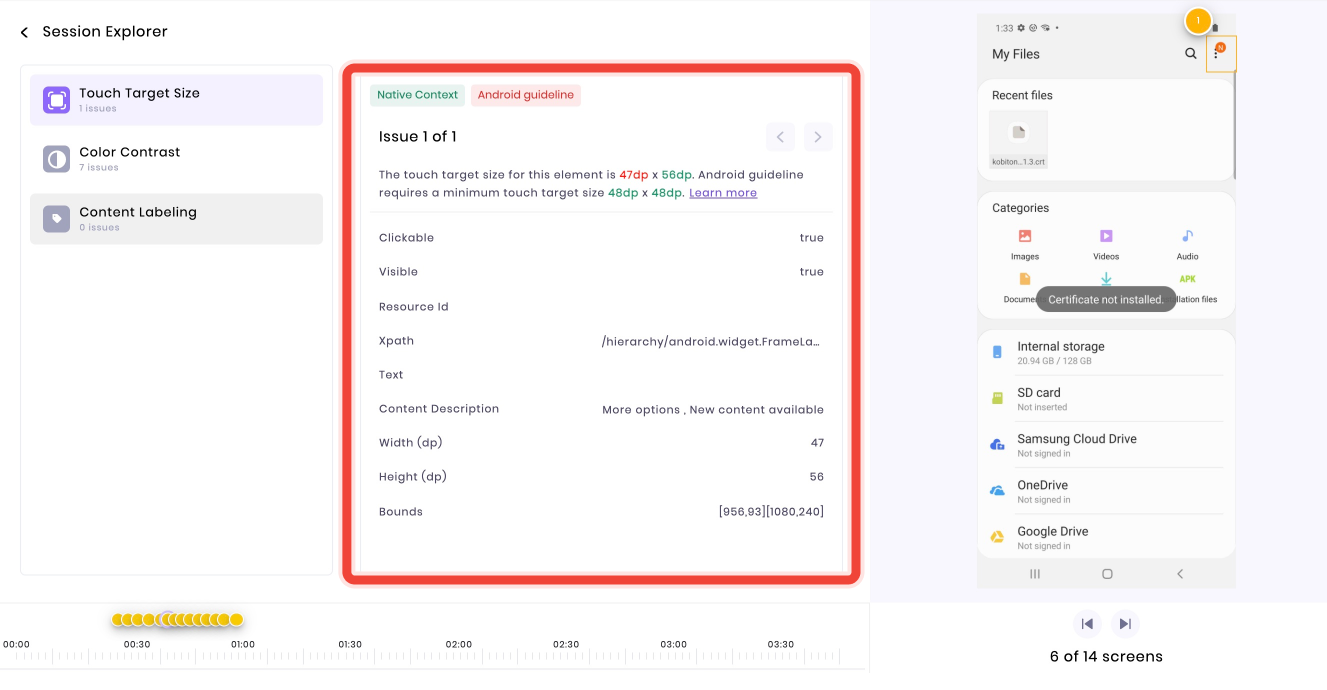 Session Explorer
Touch Target Size
1 issues
Color Contrast
7 issues
Content Labeling
0 issues
Native Context
Android guideline
Issue 1 of 1
The touch target size for this element is 47dp x 56dp. Android guideline
requires a minimum touch target size 48dp x 48dp. Learn more
Clickable true
Visible true
Resource Id
Xpath /hierarchy/android.widget.FrameLa...
Text
Content Description More options , New content available
Width (dp) 47
Height (dp) 56
Bounds [956,93][1080,240]
00:00 00:30 01:00 01:30 02:00 02:30 03:00 03:30
1
1:33
My Files
N
Recent files
kobiton...1.3.crt
Categories
Images Videos Audio
APK
Docume
Certificate not installed.
llation files
Internal storage
20.94 GB / 128 GB
SD card
Not inserted
Samsung Cloud Drive
Not signed in
OneDrive
Not signed in
Google Drive
Not signed in
6 of 14 screens